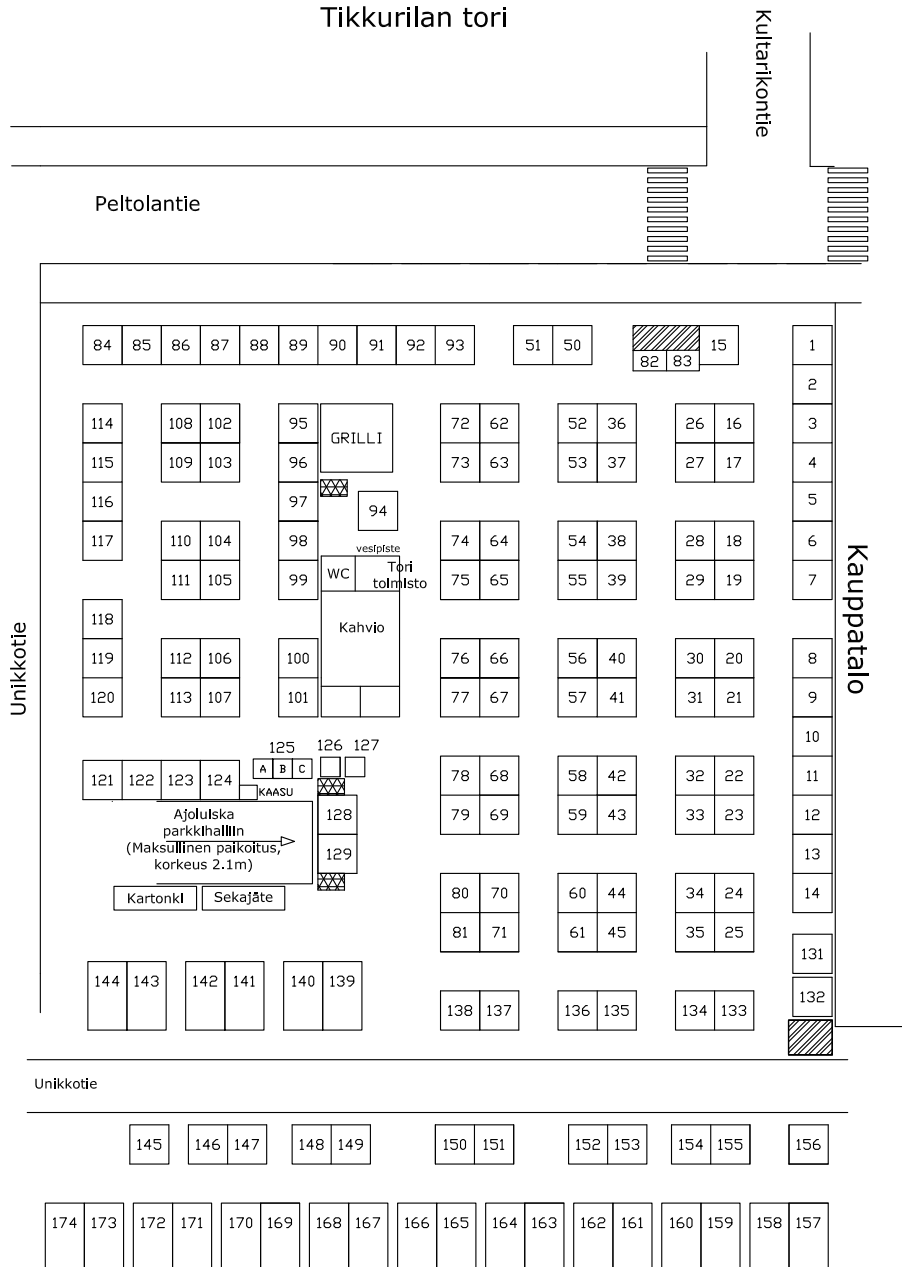 Tikkurilan tori
Kultarikontie
Peltolantie
84 85 86 87 88 89 90 91 92 93 51 50 15 1
82 83
2
114 108 102 95 GRILLI 72 62 52 36 26 16 3
115 109 103 96 73 63 53 37 27 17 4
116 97 94 5
117 110 104 98 74 64 54 38 28 18 6
vesipiste
111 105 99 WC Tori 75 65 55 39 29 19 7
toimisto
Kauppatalo
Unikkotie
118 Kahvio
119 112 106 100 76 66 56 40 30 20 8
120 113 107 101 77 67 57 41 31 21 9
10
125 126 127
121 122 123 124 A B C 78 68 58 42 32 22 11
KAASU
Ajoluiska 128 79 69 59 43 33 23 12
parkkihalliin
(Maksullinen paikoitus, 129 13
korkeus 2.1m)
Kartonki Sekajäte 80 70 60 44 34 24 14
81 71 61 45 35 25
131
144 143 142 141 140 139 132
138 137 136 135 134 133
Unikkotie
145 146 147 148 149 150 151 152 153 154 155 156
174 173 172 171 170 169 168 167 166 165 164 163 162 161 160 159 158 157